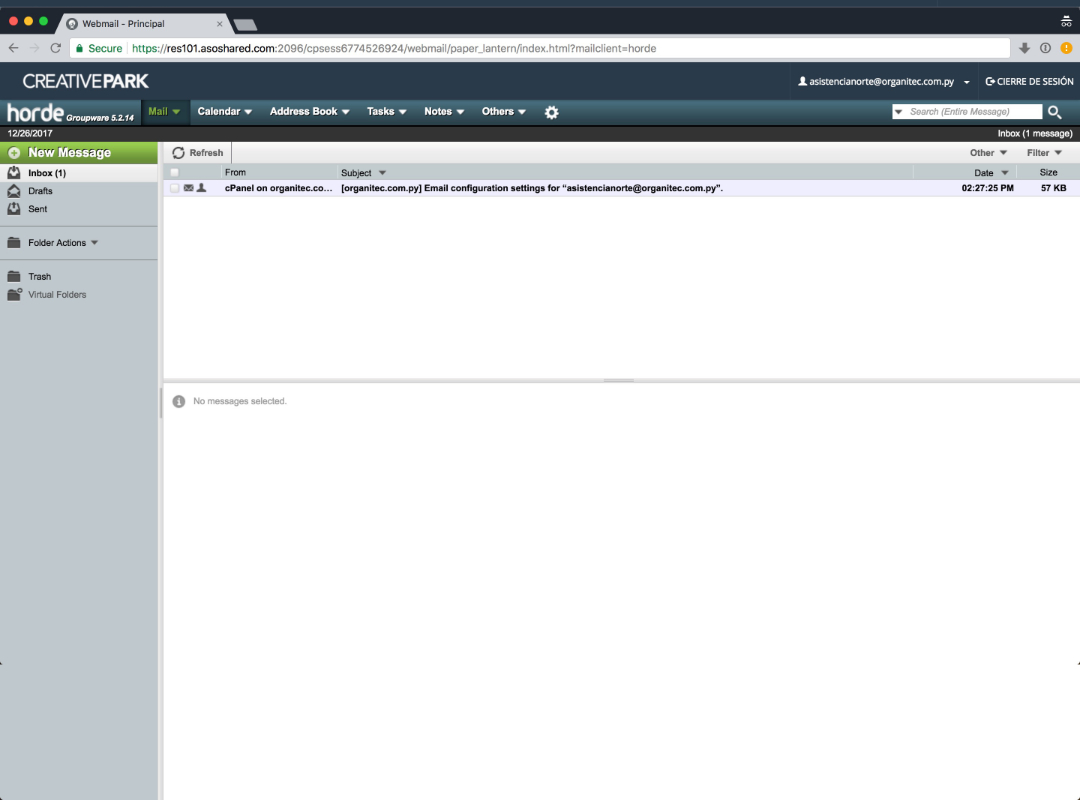 Webmail - Principal
Secure https://res101.asoshared.com:2096/cpsess6774526924/webmail/paper_lantern/index.html?mailclient=horde
CREATIVEPARK
asistencianorte@organitec.com.py
CIERRE DE SESIÓN
horde Groupware 5.2.14
Mail Calendar Address Book Tasks Notes Others
Search (Entire Message)
12/26/2017
Inbox (1 message)
New Message
Refresh
Other Filter
Inbox (1)
Drafts
Sent
Folder Actions
Trash
Virtual Folders
From Subject Date Size
cPanel on organitec.co... [organitec.com.py] Email configuration settings for “asistencianorte@organitec.com.py”. 02:27:25 PM 57 KB
No messages selected.